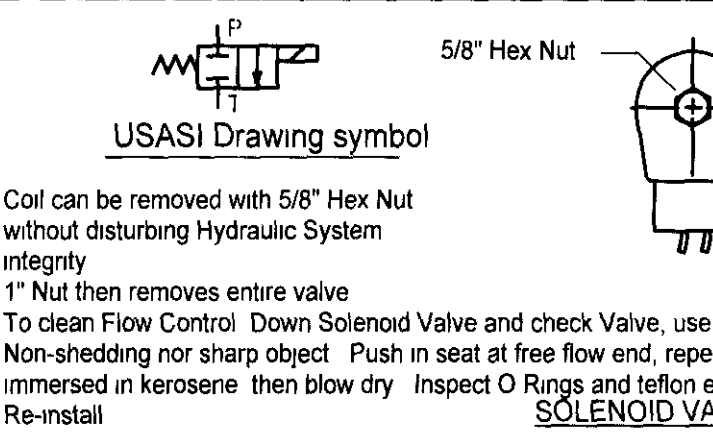 P
5/8" Hex Nut
T
USASI Drawing symbol
Coil can be removed with 5/8" Hex Nut
without disturbing Hydraulic System
integrity
1" Nut then removes entire valve
To clean Flow Control Down Solenoid Valve and check Valve, use
Non-shedding nor sharp object Push in seat at free flow end, repe
immersed in kerosene then blow dry Inspect O Rings and teflon e
Re-install
SOLENOID VA